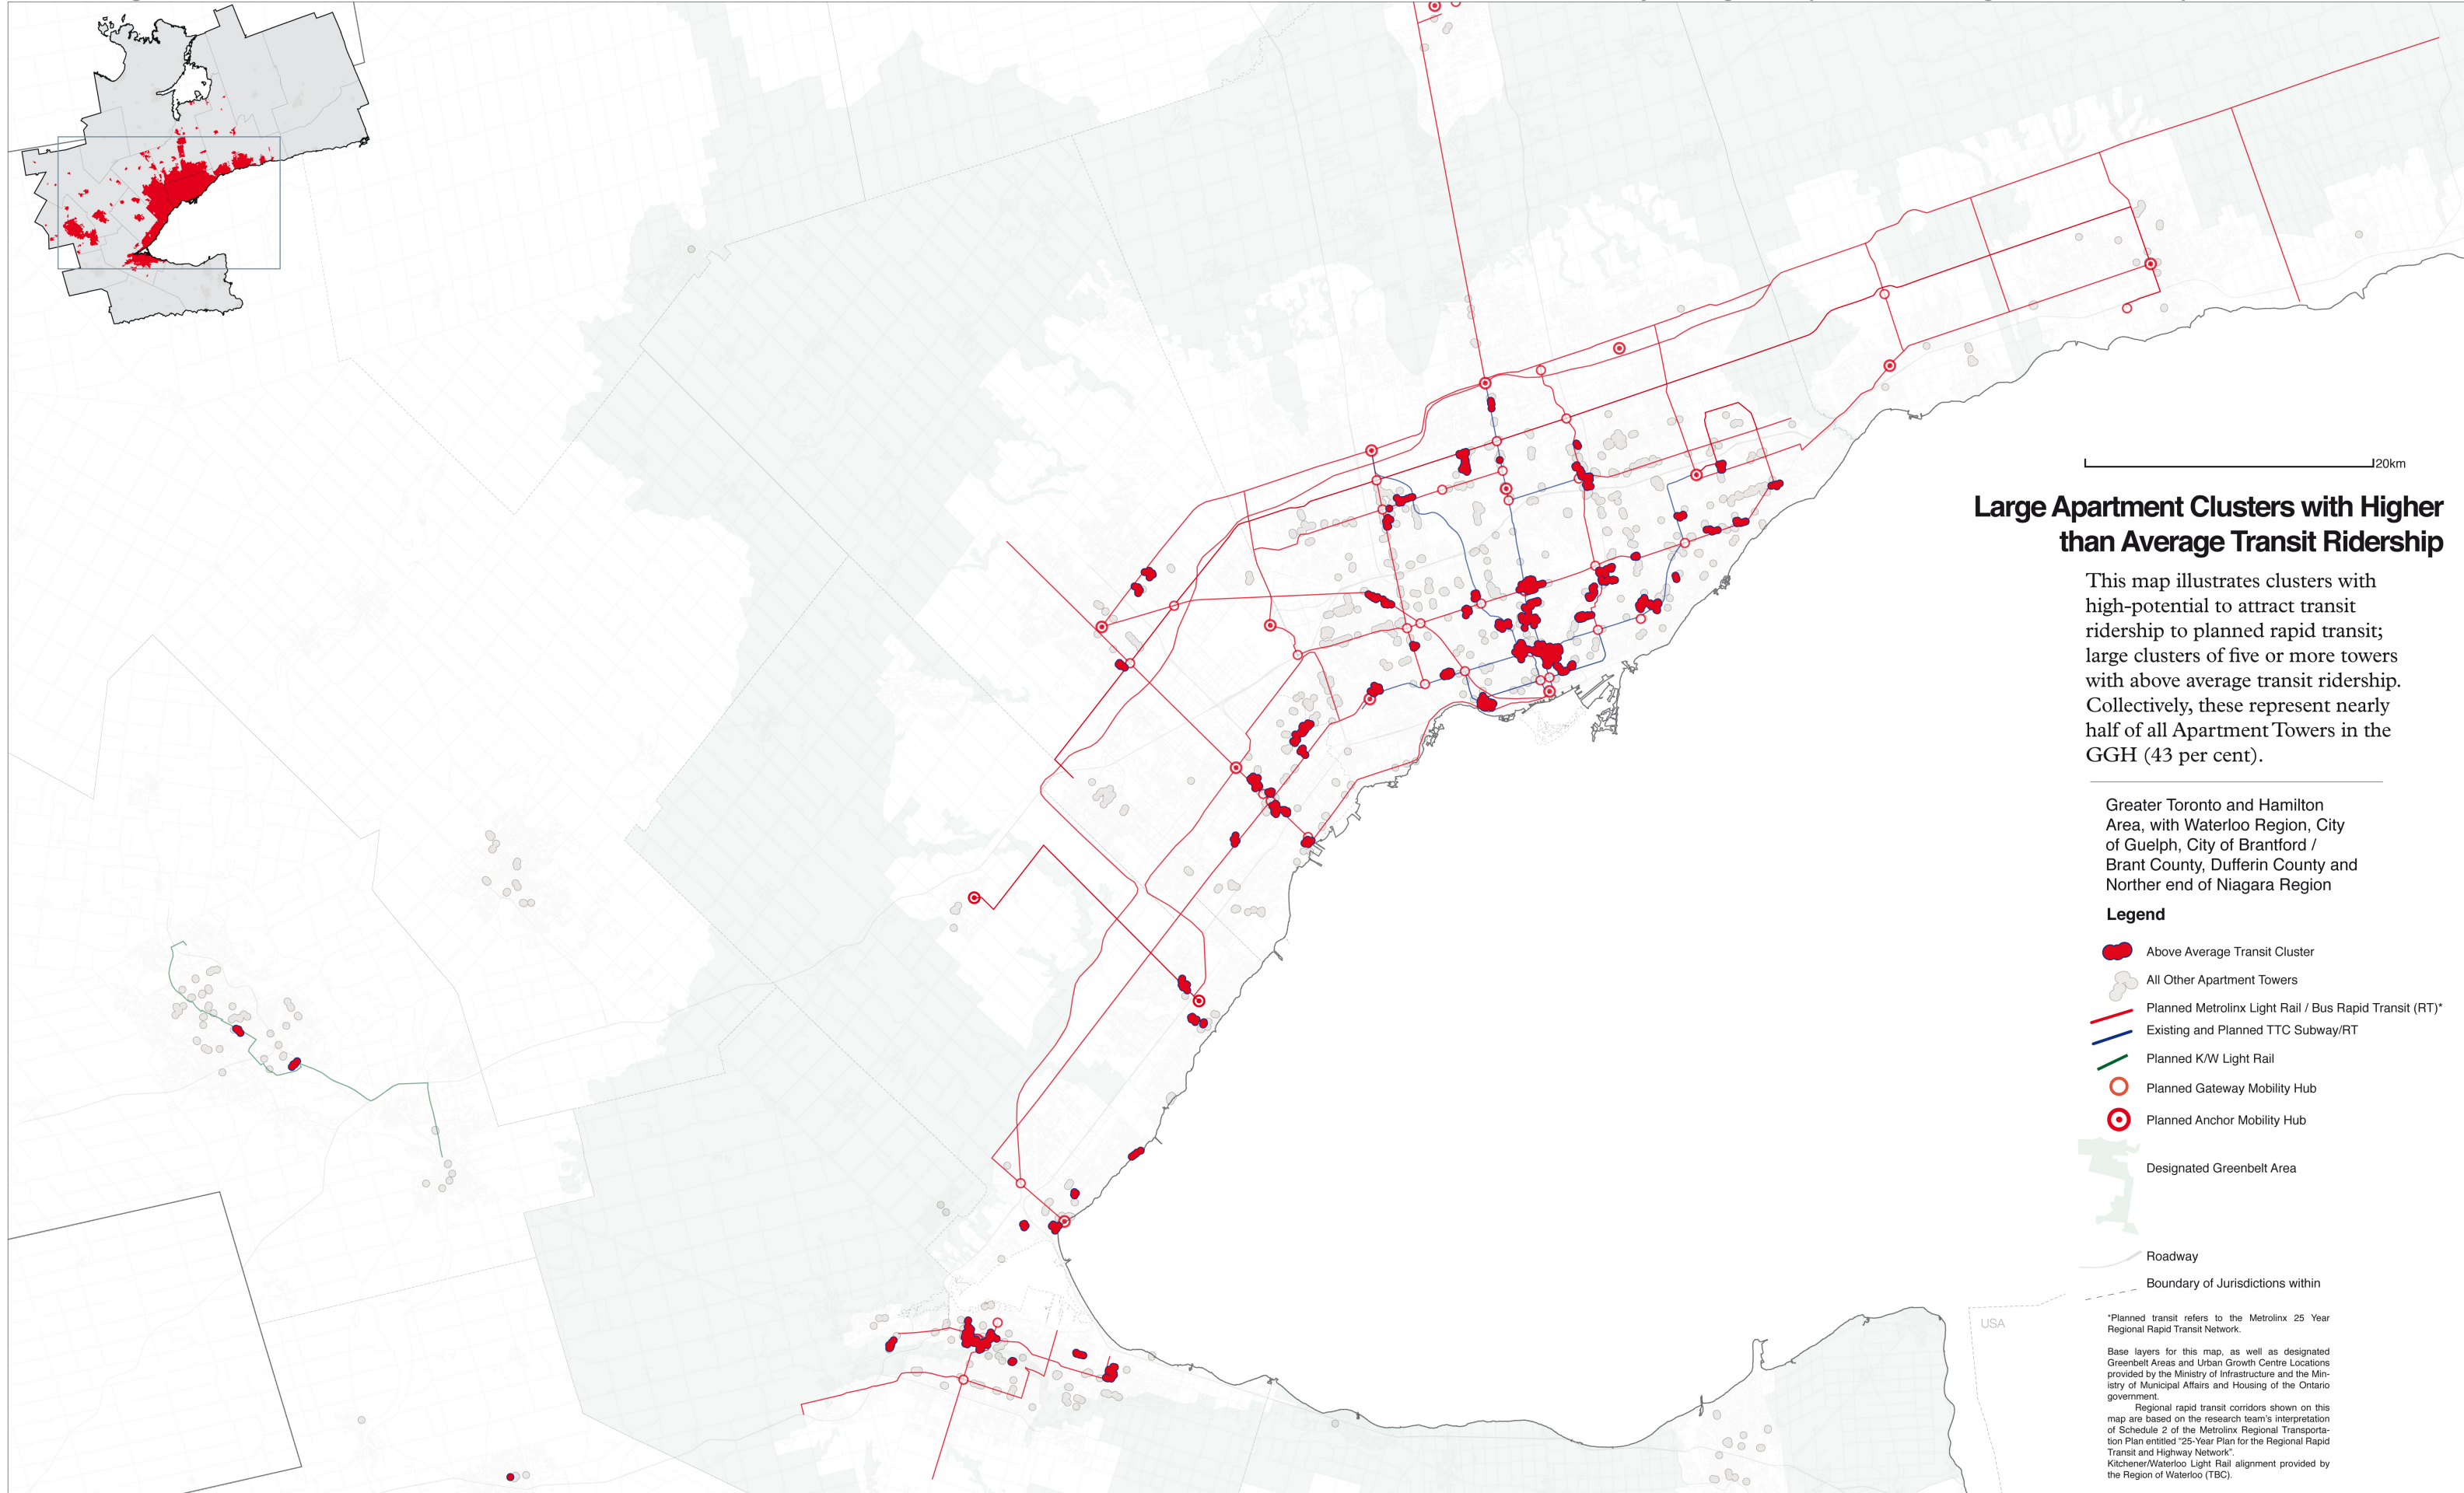 20km
Large Apartment Clusters with Higher
than Average Transit Ridership
This map illustrates clusters with
high-potential to attract transit
ridership to planned rapid transit;
large clusters of five or more towers
with above average transit ridership.
Collectively, these represent nearly
half of all Apartment Towers in the
GGH (43 per cent).
Greater Toronto and Hamilton
Area, with Waterloo Region, City
of Guelph, City of Brantford /
Brant County, Dufferin County and
Norther end of Niagara Region
Legend
Above Average Transit Cluster
All Other Apartment Towers
Planned Metrolinx Light Rail / Bus Rapid Transit (RT)*
Existing and Planned TTC Subway/RT
Planned K/W Light Rail
Planned Gateway Mobility Hub
Planned Anchor Mobility Hub
Designated Greenbelt Area
Roadway
Boundary of Jurisdictions within
USA
*Planned transit refers to the Metrolinx 25 Year
Regional Rapid Transit Network.
Base layers for this map, as well as designated
Greenbelt Areas and Urban Growth Centre Locations
provided by the Ministry of Infrastructure and the Min-
istry of Municipal Affairs and Housing of the Ontario
government.
Regional rapid transit corridors shown on this
map are based on the research team's interpretation
of Schedule 2 of the Metrolinx Regional Transporta-
tion Plan entitled "25-Year Plan for the Regional Rapid
Transit and Highway Network".
Kitchener/Waterloo Light Rail alignment provided by
the Region of Waterloo (TBC).